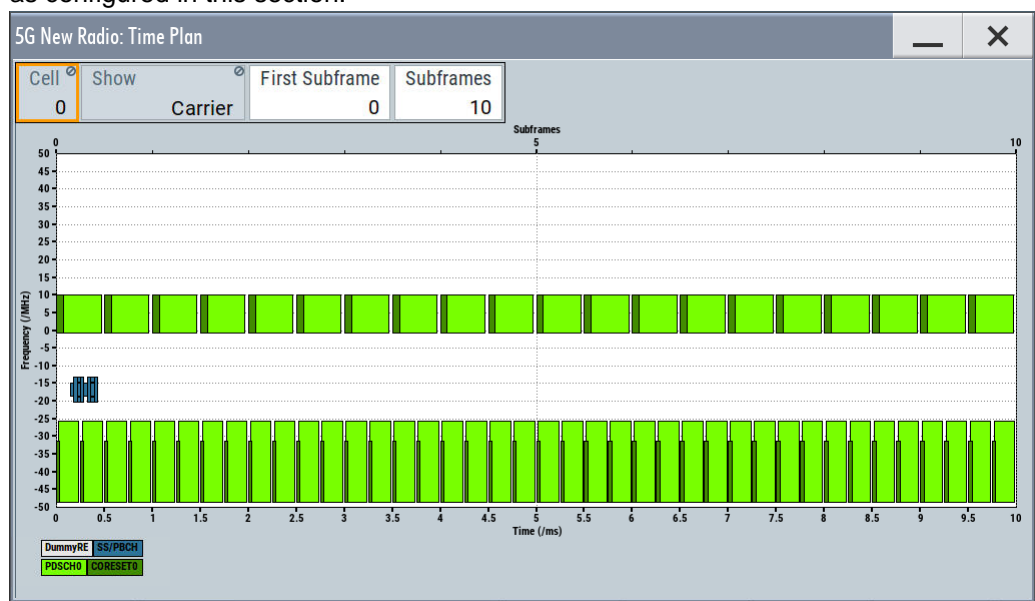 as configured in this section.
5G New Radio: Time Plan
Cell Show First Subframe Subframes
0 Carrier 0 10
Subframes
0 5 10
50
45
40
35
30
25
20
15
10
5
0
-5
-10
-15
-20
-25
-30
-35
-40
-45
-50
Frequency (/MHz)
0 0.5 1 1.5 2 2.5 3 3.5 4 4.5 5 5.5 6 6.5 7 7.5 8 8.5 9 9.5 10
Time (/ms)
DummyRE SS/PBCH
PDSCH0 CORESET0